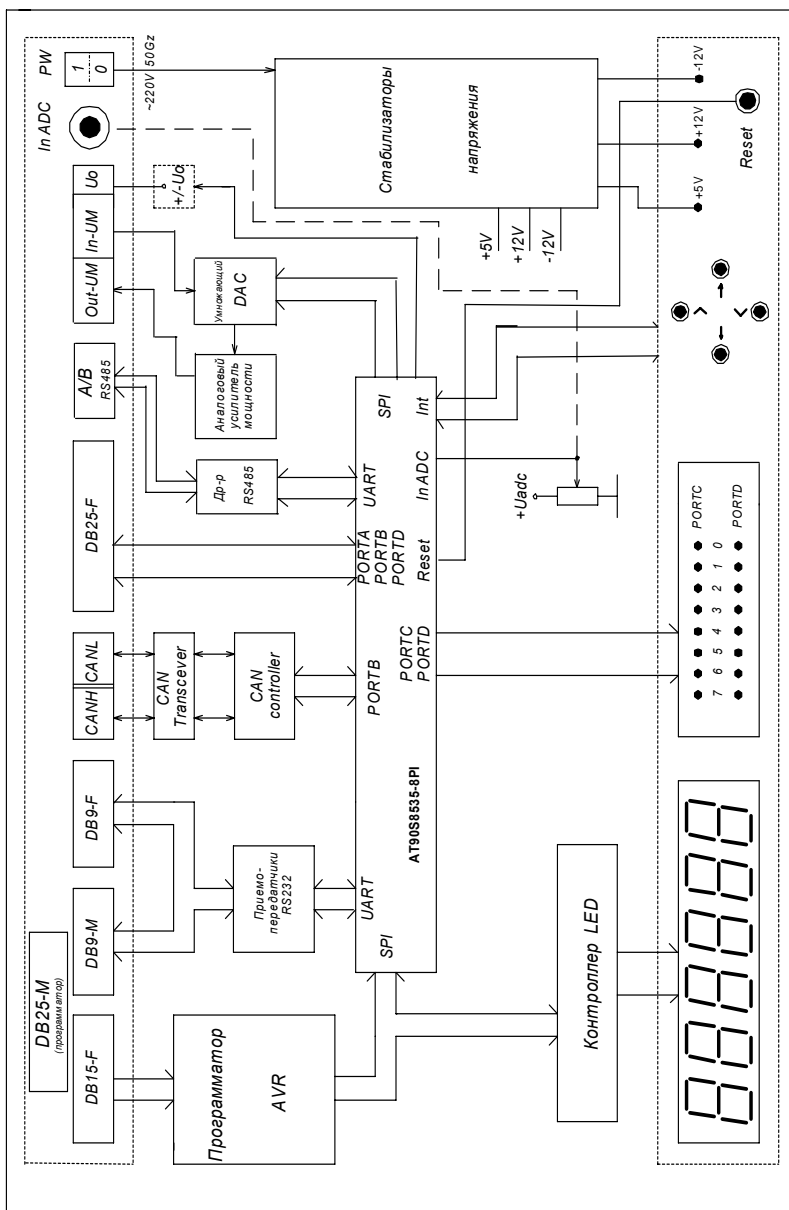 DB25-M
(программатор)
DB15-F
DB9-M
DB9-F
CANH
CANL
DB25-F
A/B
RS485
Out-UM
In-UM
Uo
In ADC
PW
1
0
~220V 50Gz
+/-Uo
Программатор
AVR
Приемо-
передатчики
RS232
CAN
Transcever
CAN
controller
Др-р
RS485
Аналоговый
усилитель
мощности
Умножающий
DAC
Стабилизаторы
напряжения
+5V
+12V
-12V
SPI
UART
PORTB
PORTA
PORTB
PORTD
UART
SPI
AT90S8535-8PI
PORTC
PORTD
Reset
In ADC
Int
+Uadc
Контроллер LED
PORTC
7 6 5 4 3 2 1 0
PORTD
+5V
+12V
-12V
Reset